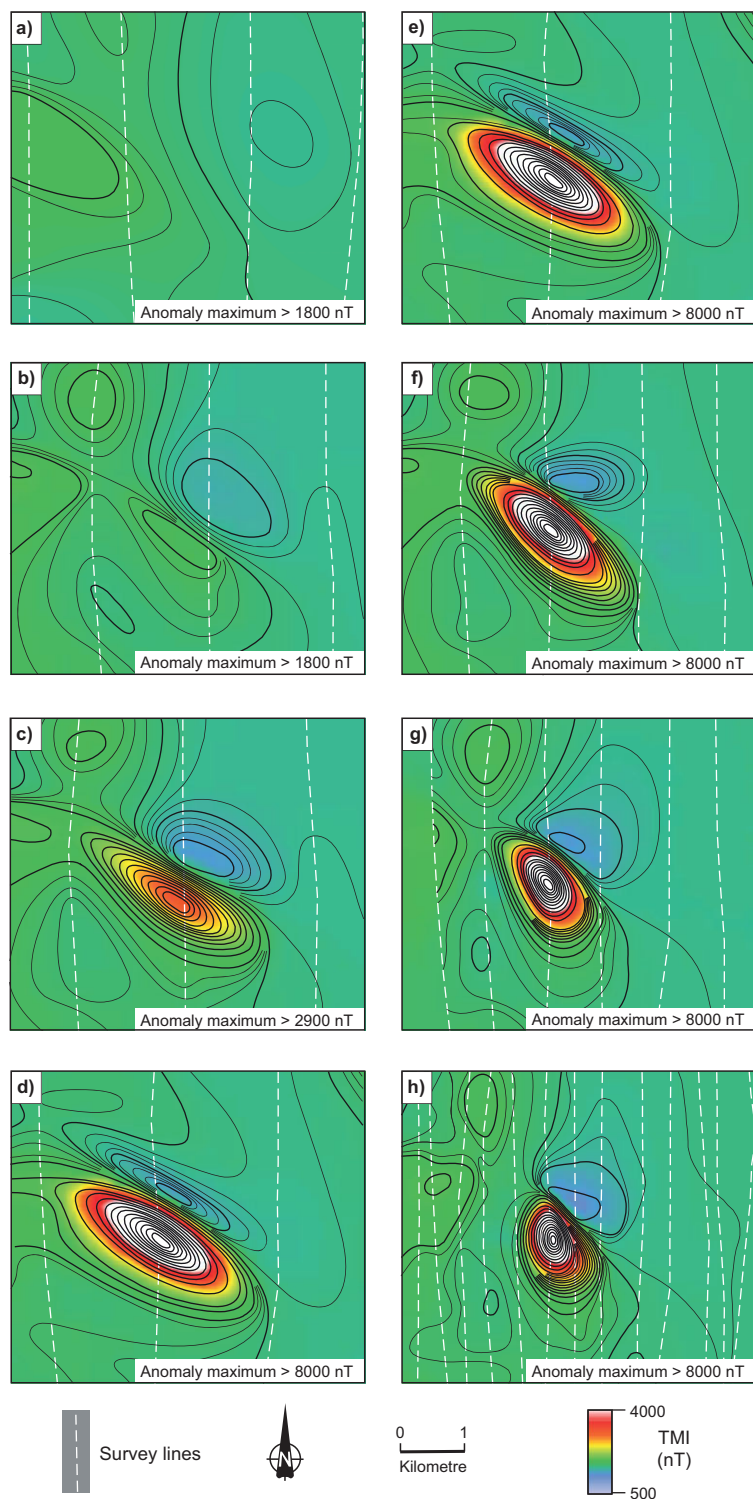 a)
Anomaly maximum > 1800 nT
e)
Anomaly maximum > 8000 nT
b)
Anomaly maximum > 1800 nT
f)
Anomaly maximum > 8000 nT
c)
Anomaly maximum > 2900 nT
g)
Anomaly maximum > 8000 nT
d)
Anomaly maximum > 8000 nT
h)
Anomaly maximum > 8000 nT
Survey lines
N
0 1
Kilometre
4000
TMI
(nT)
500